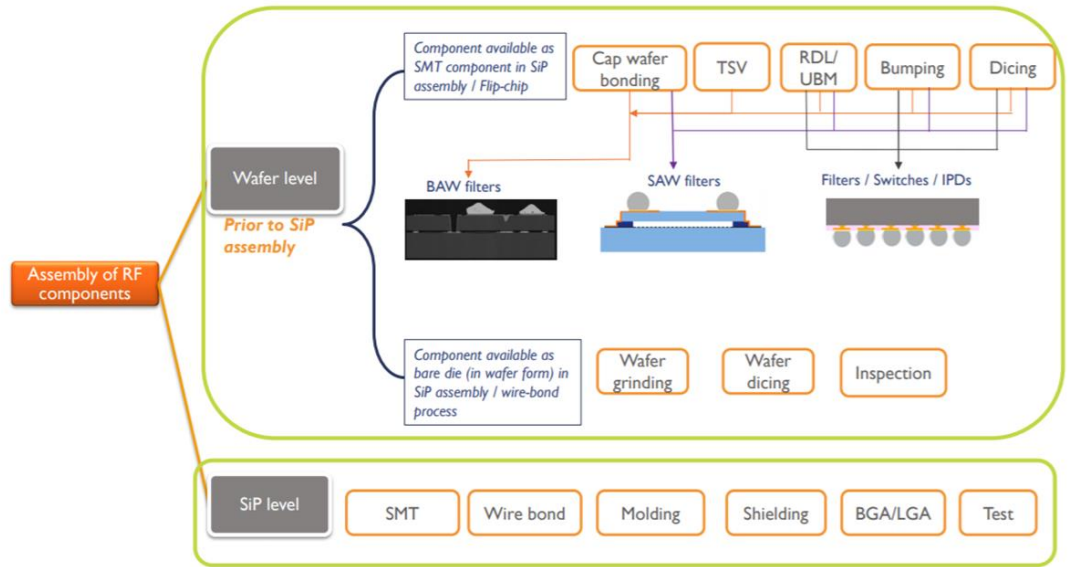 Component available as
SMT component in SiP
assembly / Flip-chip
Cap wafer
bonding
TSV
RDL/
UBM
Bumping
Dicing
Wafer level
Prior to SiP
assembly
BAW filters
SAW filters
Filters / Switches / IPDs
Assembly of RF
components
Component available as
bare die (in wafer form) in
SiP assembly / wire-bond
process
Wafer
grinding
Wafer
dicing
Inspection
SiP level
SMT
Wire bond
Molding
Shielding
BGA/LGA
Test